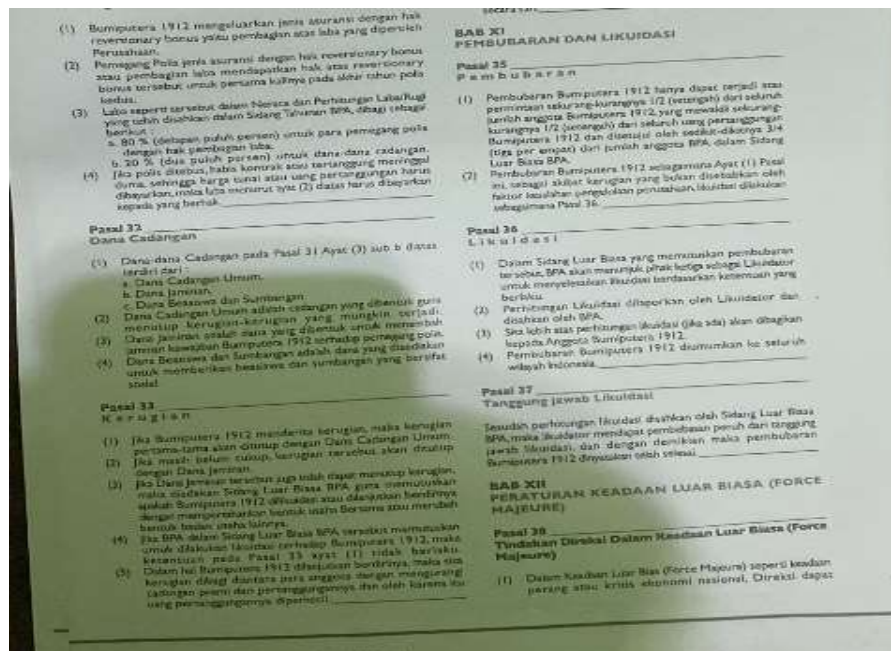 (1) Bumiputera 1912 mengeluarkan jenis asuransi dengan hak
reversionary bonus yaitu pembagian atas laba yang diperoleh
Perusahaan.
(2) Pemegang Polis jenis asuransi dengan hak reversionary bonus
atau pembagian laba mendapatkan hak atas reversionary
bonus tersebut untuk pertama kalinya pada akhir tahun polis
kedua.
(3) Laba seperti tersebut dalam Neraca dan Perhitungan Laba/Rugi
yang telah disahkan dalam Sidang Tahunan BPA, dibagi sebagai
berikut :
a. 80 % (delapan puluh persen) untuk para pemegang polis
dengan hak pembagian laba.
b. 20 % (dua puluh persen) untuk dana-dana cadangan.
(4) Jika polis ditebus, habis kontrak atau tertanggung meninggal
dunia, sehingga harga tunai atau uang pertanggungan harus
dibayarkan, maka laba menurut ayat (2) diatas harus dibayarkan
kepada yang berhak.
Pasal 32
Dana Cadangan
(1) Dana-dana Cadangan pada Pasal 31 Ayat (3) sub b diatas
terdiri dari :
a. Dana Cadangan Umum.
b. Dana Jaminan.
c. Dana Beasiswa dan Sumbangan
(2) Dana Cadangan Umum adalah cadangan yang dibentuk guna
menutup kerugian-kerugian yang mungkin terjadi.
(3) Dana Jaminan adalah dana yang dibentuk untuk menambah
jaminan kewajiban Bumiputera 1912 terhadap pemegang polis.
(4) Dana Beasiswa dan Sumbangan adalah dana yang disediakan
untuk memberikan beasiswa dan sumbangan yang bersifat
sosial.
Pasal 33
Kerugian
(1) Jika Bumiputera 1912 menderita kerugian, maka kerugian
pertama-tama akan ditutup dengan Dana Cadangan Umum.
(2) Jika masih belum cukup, kerugian tersebut akan ditutup
dengan Dana Jaminan.
(3) Jika Dana Jaminan tersebut juga tidak dapat menutup kerugian,
maka diadakan Sidang Luar Biasa BPA guna memutuskan
apakah Bumiputera 1912 dilikuidasi atau dilanjutkan berdirinya
dengan mempertahankan bentuk usaha Bersama atau merubah
bentuk badan usaha lainnya.
(4) Jika BPA dalam Sidang Luar Biasa BPA tersebut memutuskan
untuk dilakukan likuidasi terhadap Bumiputera 1912, maka
ketentuan pada Pasal 35 ayat (1) tidak berlaku.
(5) Dalam hal Bumiputera 1912 dilanjutkan berdirinya, maka sisa
kerugian dibagi diantara para anggota dengan mengurangi
cadangan premi dan pertanggungannya dan oleh karena itu
uang pertanggungannya diperkecil.
BAB XI
PEMBUBARAN DAN LIKUIDASI
Pasal 35
Pembubaran
(1) Pembubaran Bumiputera 1912 hanya dapat terjadi atas
permintaan sekurang-kurangnya 1/2 (setengah) dari seluruh
jumlah anggota Bumiputera 1912 yang mewakili sekurang-
kurangnya 1/2 (setengah) dari seluruh uang pertanggungan
Bumiputera 1912 dan disetujui oleh sedikit-dikitnya 3/4
(tiga per empat) dari jumlah anggota BPA dalam Sidang
Luar Biasa BPA.
(2) Pembubaran Bumiputera 1912 sebagaimana Ayat (1) Pasal
ini, sebagai akibat kerugian yang bukan disebabkan oleh
faktor kesalahan pengelolaan perusahaan, likuidasi dilakukan
sebagaimana Pasal 36.
Pasal 36
Likuidasi
(1) Dalam Sidang Luar Biasa yang memutuskan pembubaran
tersebut, BPA akan menunjuk pihak ketiga sebagai Likuidator
untuk menyelesaikan likuidasi berdasarkan ketentuan yang
berlaku.
(2) Perhitungan Likuidasi dilaporkan oleh Likuidator dan
disahkan oleh BPA.
(3) Sisa lebih atas perhitungan likuidasi (jika ada) akan dibagikan
kepada Anggota Bumiputera 1912.
(4) Pembubaran Bumiputera 1912 diumumkan ke seluruh
wilayah Indonesia.
Pasal 37
Tanggung Jawab Likuidasi
Sesudah perhitungan likuidasi disahkan oleh Sidang Luar Biasa
BPA, maka likuidator mendapat pembebasan penuh dari tanggung
jawab likuidasi, dan dengan demikian maka pembubaran
Bumiputera 1912 dinyatakan telah selesai.
BAB XII
PERATURAN KEADAAN LUAR BIASA (FORCE
MAJEURE)
Pasal 38
Tindakan Direksi Dalam Keadaan Luar Biasa (Force
Majeure)
(1) Dalam Keadaan Luar Bias (Force Majeure) seperti keadaan
perang atau krisis ekonomi nasional, Direksi dapat